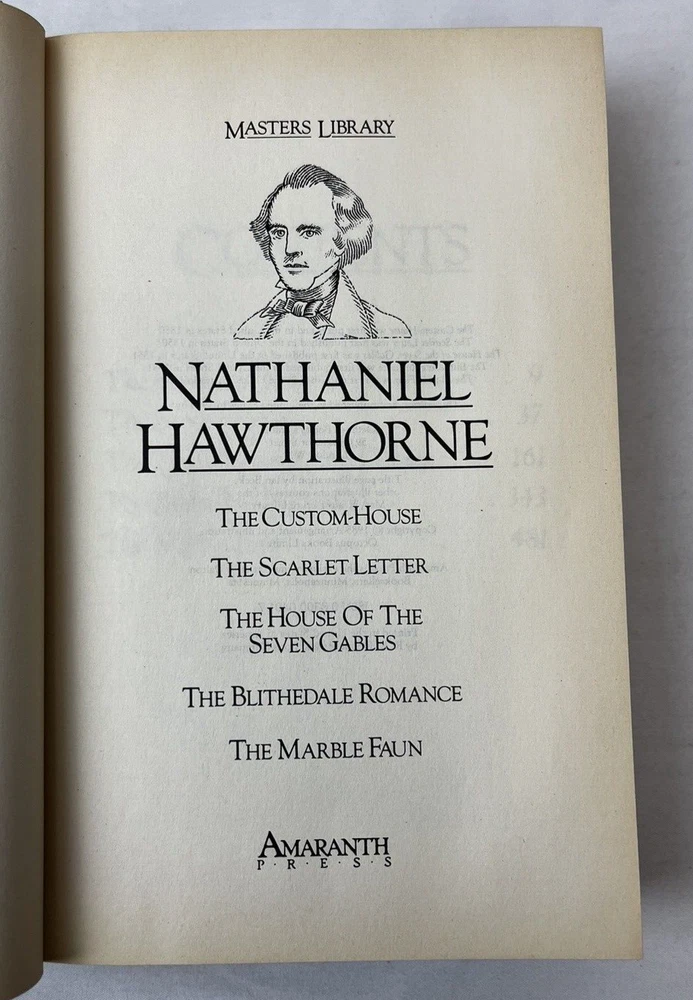 MASTERS LIBRARY
NATHANIEL
HAWTHORNE
THE CUSTOM-HOUSE
THE SCARLET LETTER
THE HOUSE OF THE
SEVEN GABLES
THE BLITHEDALE ROMANCE
THE MARBLE FAUN
AMARANTH
P·R·E·S·S